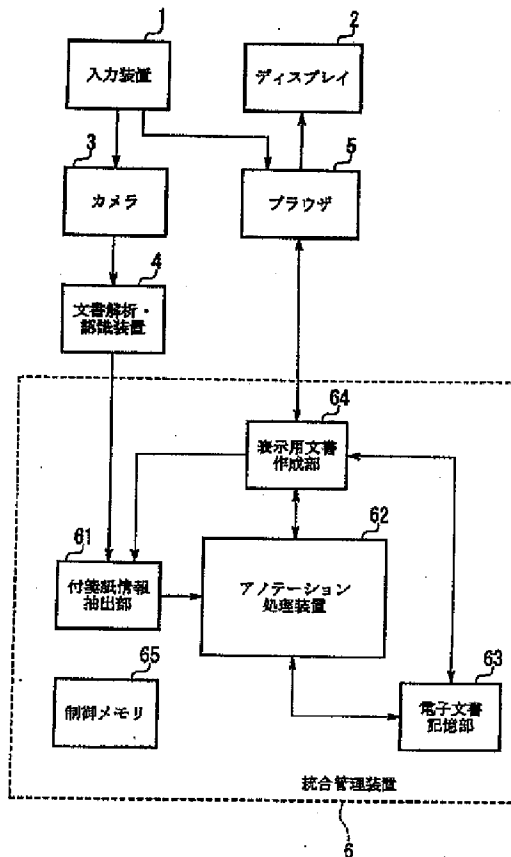 1
2
入力装置
ディスプレイ
3
5
カメラ
ブラウザ
4
文書解析・
認識装置
64
表示用文書
作成部
61
62
付箋紙情報
抽出部
アノテーション
処理装置
65
63
制御メモリ
電子文書
記憶部
統合管理装置
6